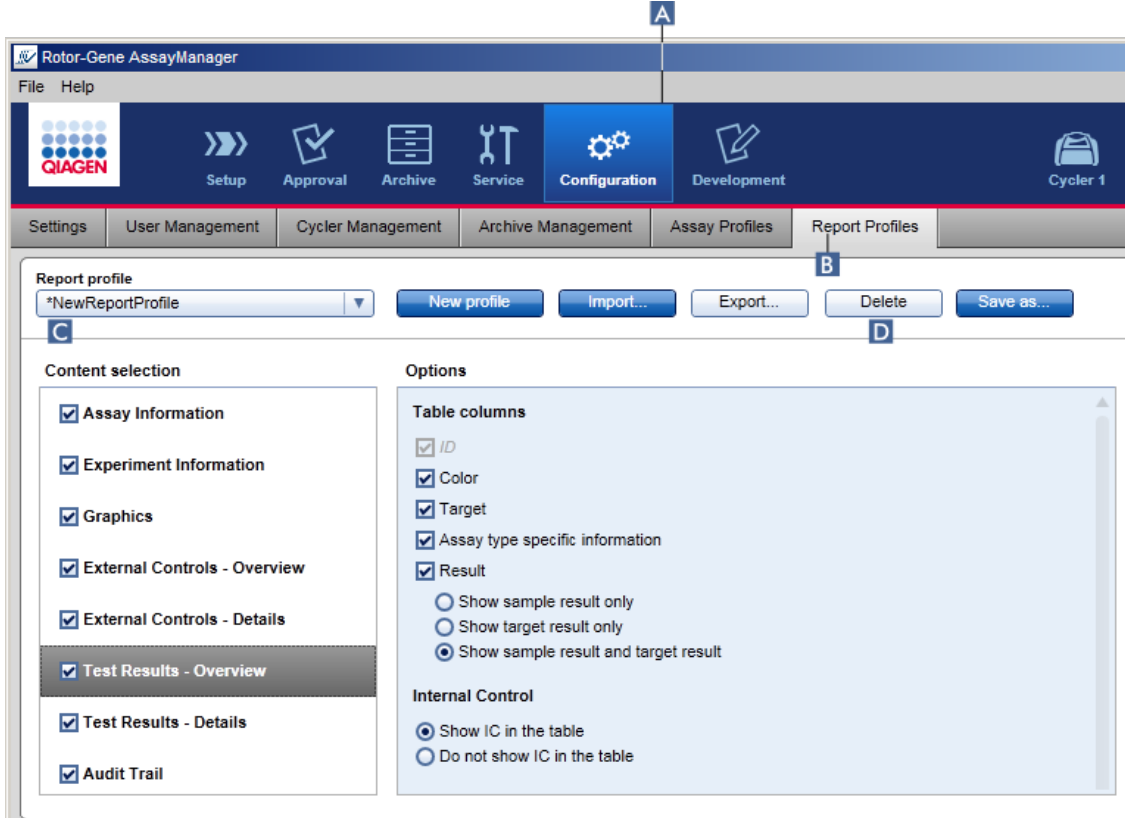 A
Rotor-Gene AssayManager
File Help
QIAGEN
Setup Approval Archive Service Configuration Development Cycler 1
Settings User Management Cycler Management Archive Management Assay Profiles Report Profiles
B
Report profile
*NewReportProfile New profile Import... Export... Delete Save as...
C D
Content selection
Assay Information
Experiment Information
Graphics
External Controls - Overview
External Controls - Details
Test Results - Overview
Test Results - Details
Audit Trail
Options
Table columns
ID
Color
Target
Assay type specific information
Result
Show sample result only
Show target result only
Show sample result and target result
Internal Control
Show IC in the table
Do not show IC in the table